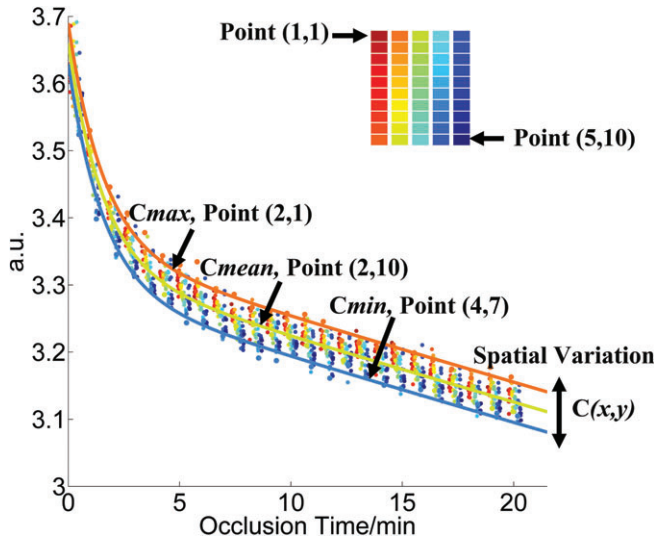 3.7
3.6
3.5
3.4
3.3
3.2
3.1
3
a.u.
0
5
10
15
20
Occlusion Time/min
Point (1,1)
Point (5,10)
Cmax, Point (2,1)
Cmean, Point (2,10)
Cmin, Point (4,7)
Spatial Variation
C(x,y)